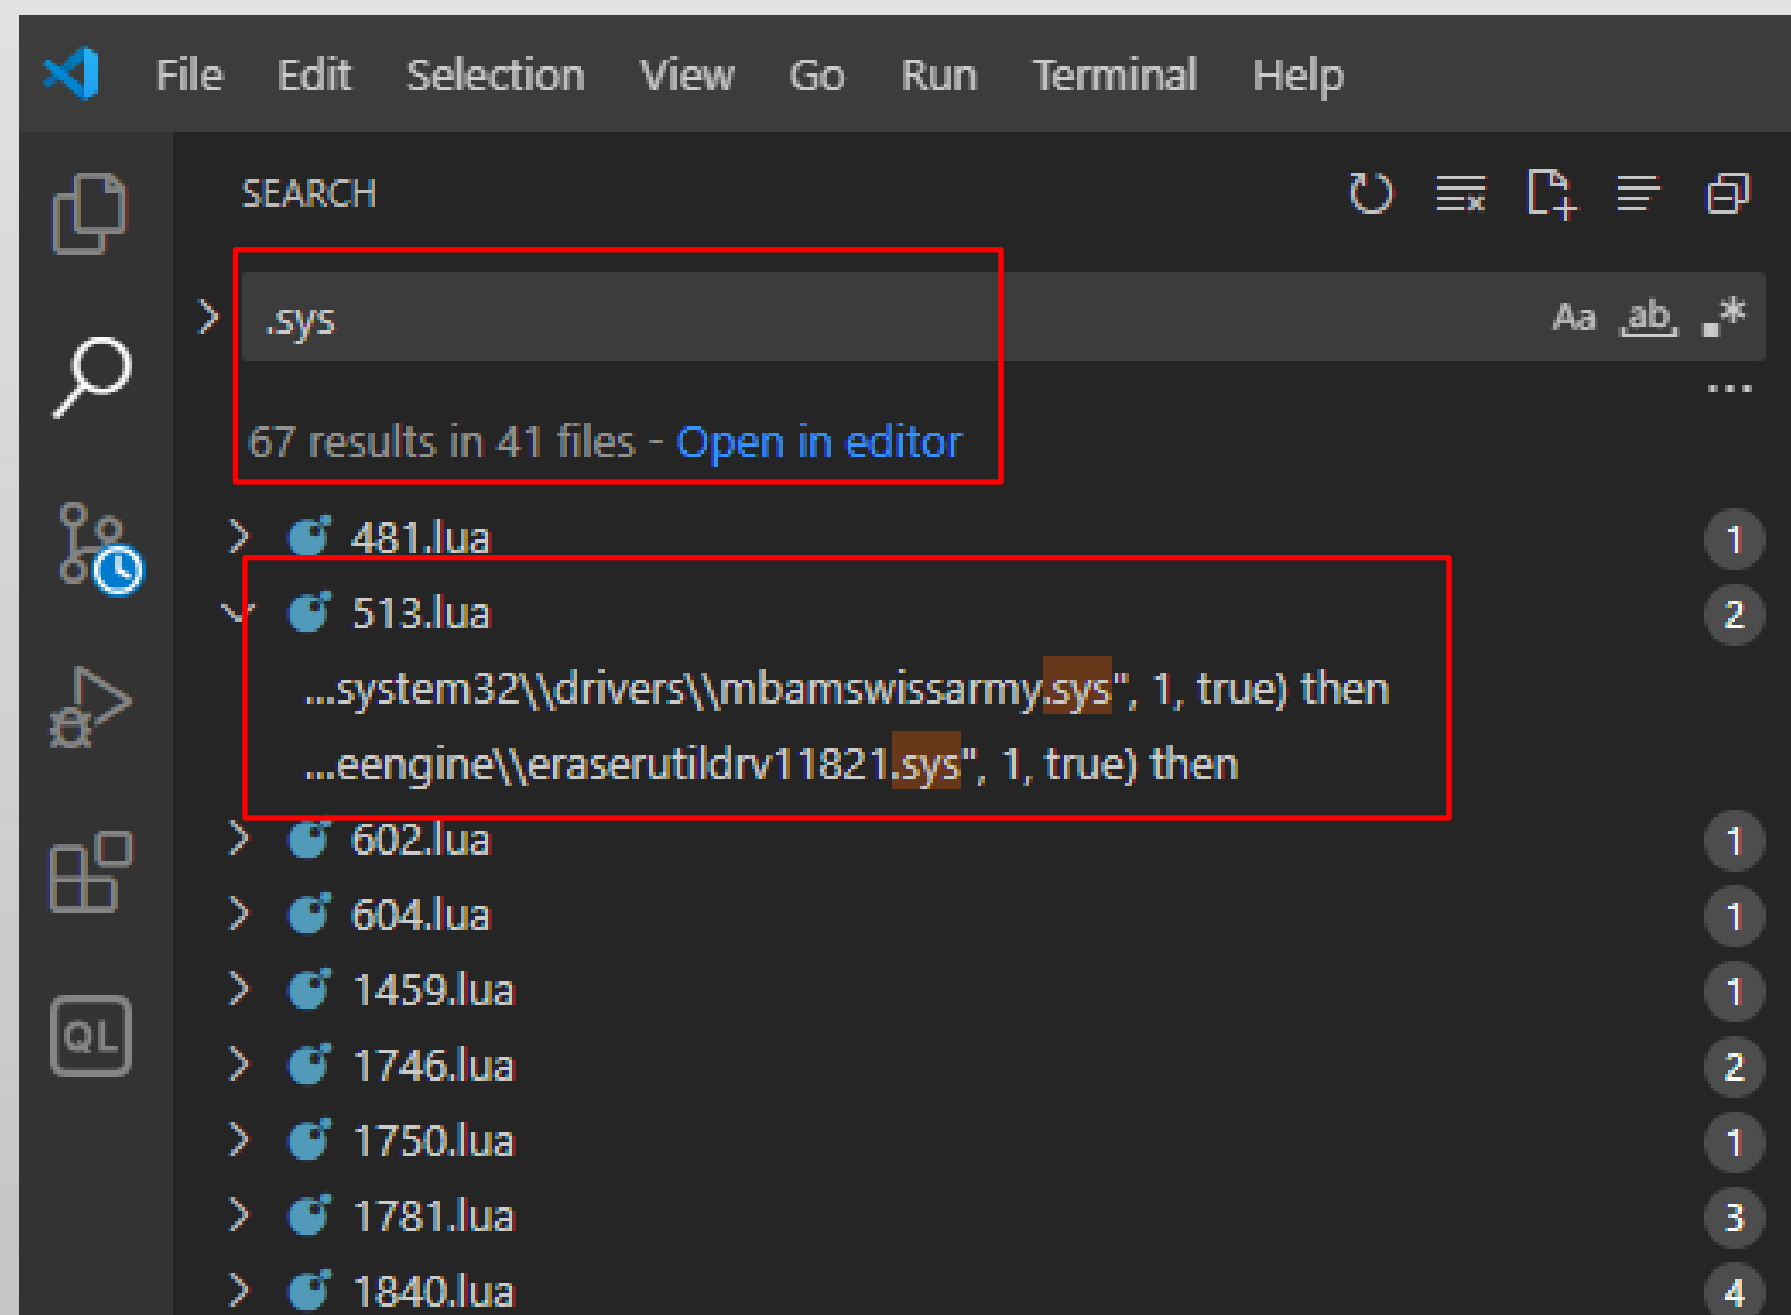 File Edit Selection View Go Run Terminal Help
SEARCH
.sys Aa ab .*
67 results in 41 files - Open in editor
481.lua 1
513.lua 2
...system32\\drivers\\mbamswissarmy.sys", 1, true) then
...eengine\\eraserutildrv11821.sys", 1, true) then
602.lua 1
604.lua 1
1459.lua 1
QL
1746.lua 2
1750.lua 1
1781.lua 3
1840.lua 4